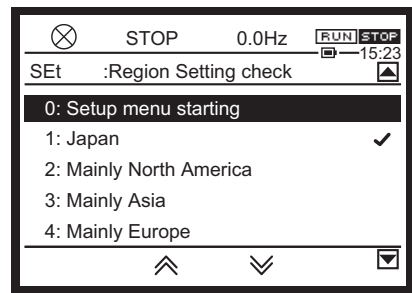 STOP 0.0Hz RUN STOP
15:23
SEt :Region Setting check
0: Setup menu starting
1: Japan
2: Mainly North America
3: Mainly Asia
4: Mainly Europe